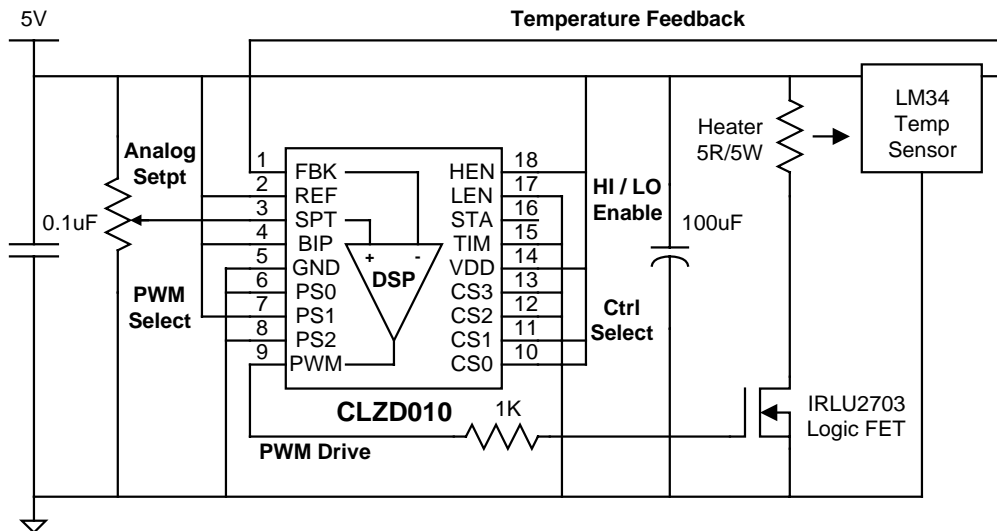 5V
Temperature Feedback
LM34
Temp
Sensor
Heater
5R/5W
Analog
Setpt
0.1uF
PWM
Select
1
2
3
4
5
6
7
8
9
FBK
REF
SPT
BIP
GND
PS0
PS1
PS2
PWM
+ -
DSP
HEN
LEN
STA
TIM
VDD
CS3
CS2
CS1
CS0
18
17
16
15
14
13
12
11
10
HI / LO
Enable
100uF
Ctrl
Select
CLZD010
1K
PWM Drive
IRLU2703
Logic FET